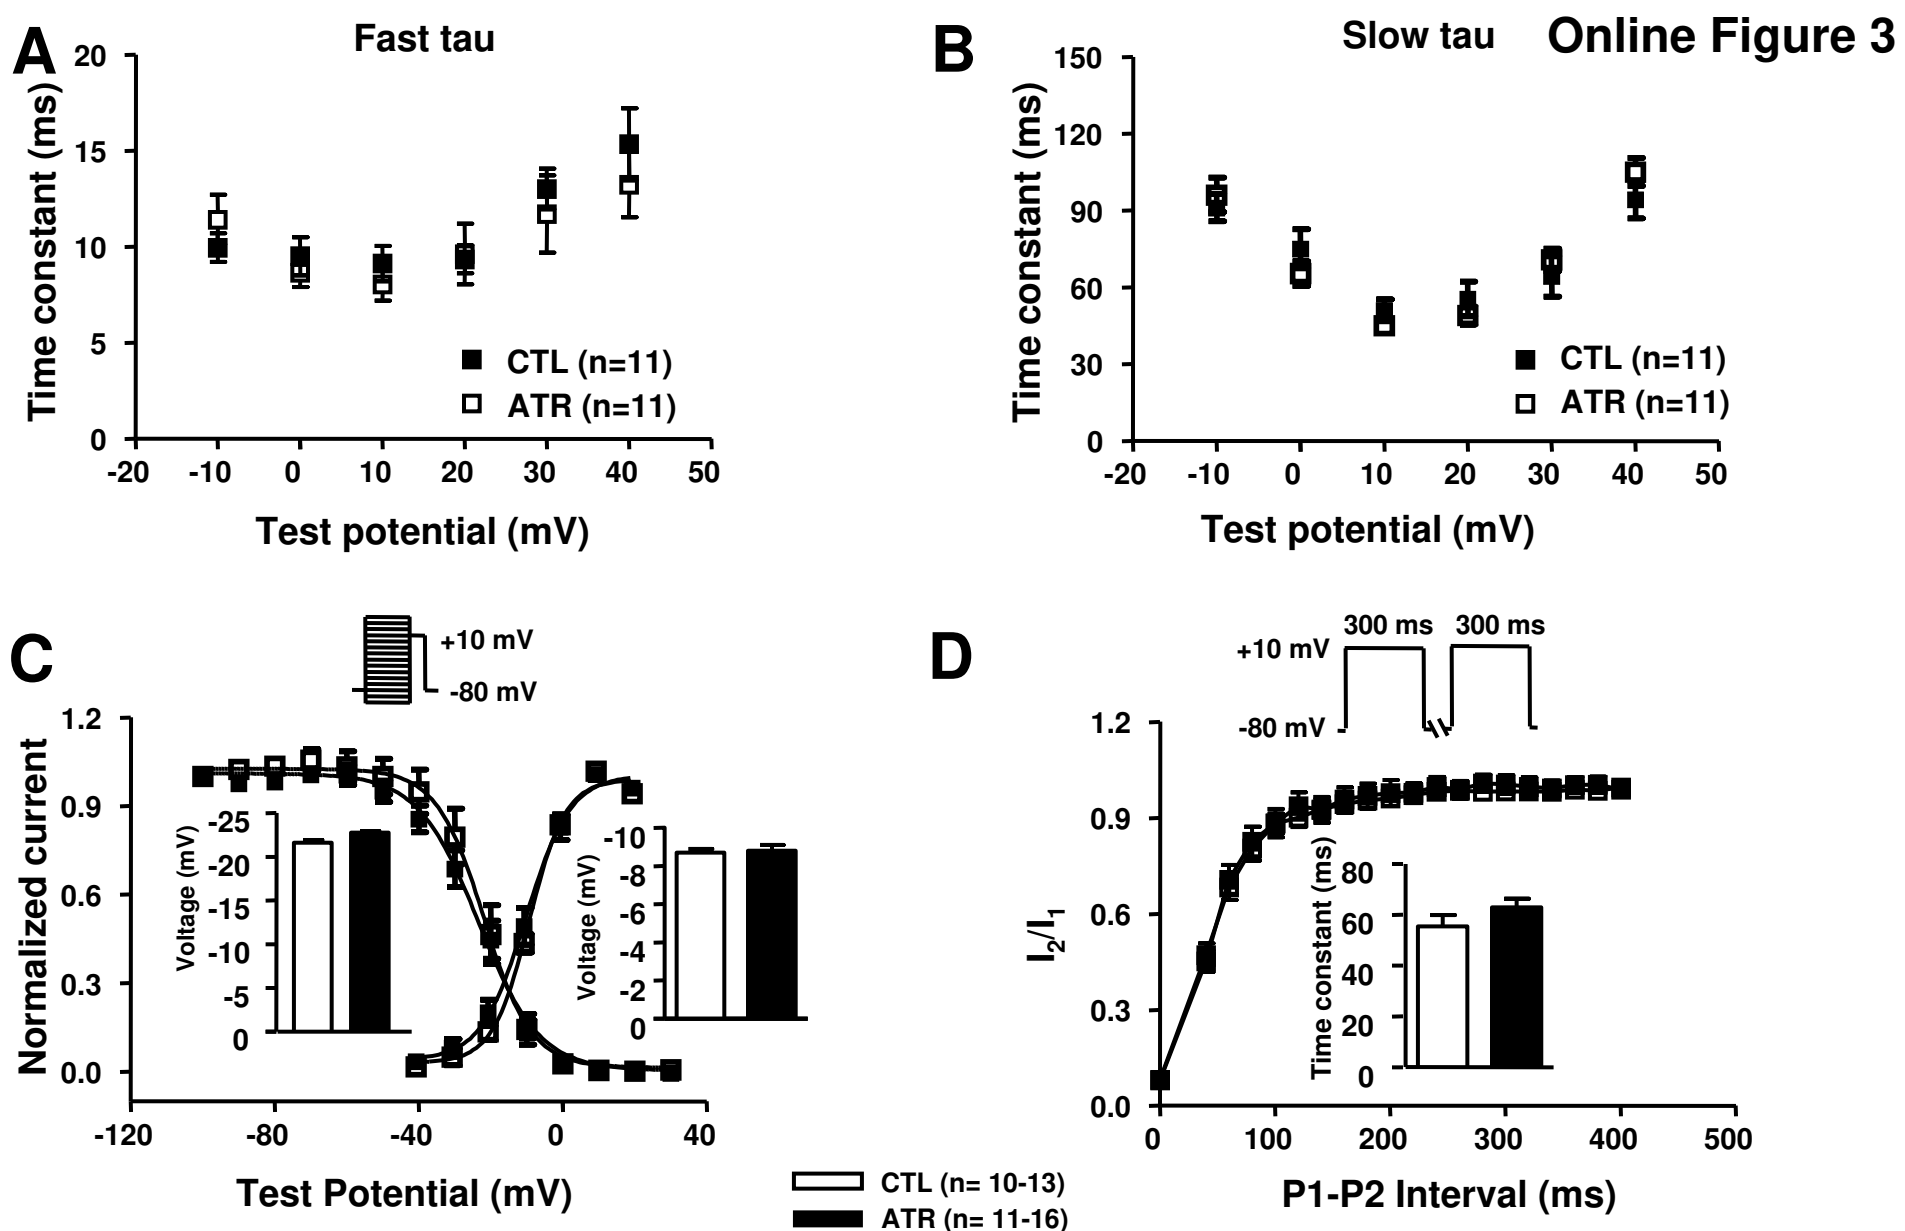 Online Figure 3
A
Fast tau
Time constant (ms)
20
15
10
5
0
-20 -10 0 10 20 30 40 50
Test potential (mV)
CTL (n=11)
ATR (n=11)
B
Slow tau
Time constant (ms)
150
120
90
60
30
0
-20 -10 0 10 20 30 40 50
Test potential (mV)
CTL (n=11)
ATR (n=11)
C
+10 mV
-80 mV
Normalized current
1.2
0.9
0.6
0.3
0.0
-120 -80 -40 0 40
Test Potential (mV)
Voltage (mV)
-25
-20
-15
-10
-5
0
Voltage (mV)
-10
-8
-6
-4
-2
0
D
300 ms 300 ms
+10 mV
-80 mV
I2/I1
1.2
0.9
0.6
0.3
0.0
0 100 200 300 400 500
P1-P2 Interval (ms)
Time constant (ms)
80
60
40
20
0
CTL (n= 10-13)
ATR (n= 11-16)